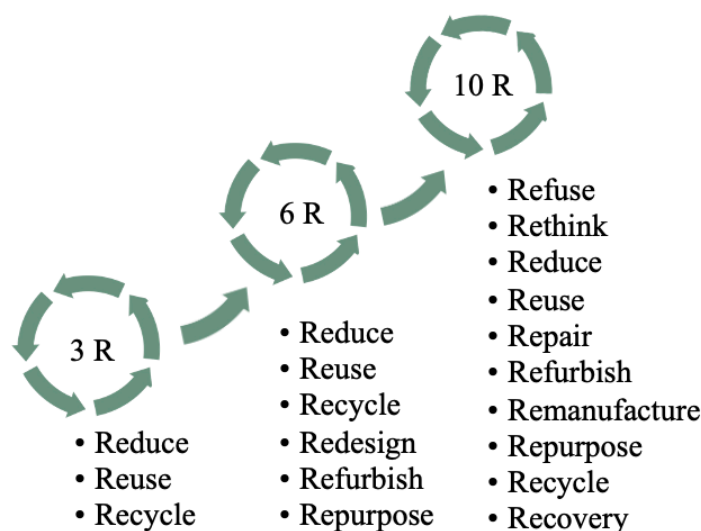 3 R
• Reduce
• Reuse
• Recycle
6 R
• Reduce
• Reuse
• Recycle
• Redesign
• Refurbish
• Repurpose
10 R
• Refuse
• Rethink
• Reduce
• Reuse
• Repair
• Refurbish
• Remanufacture
• Repurpose
• Recycle
• Recovery